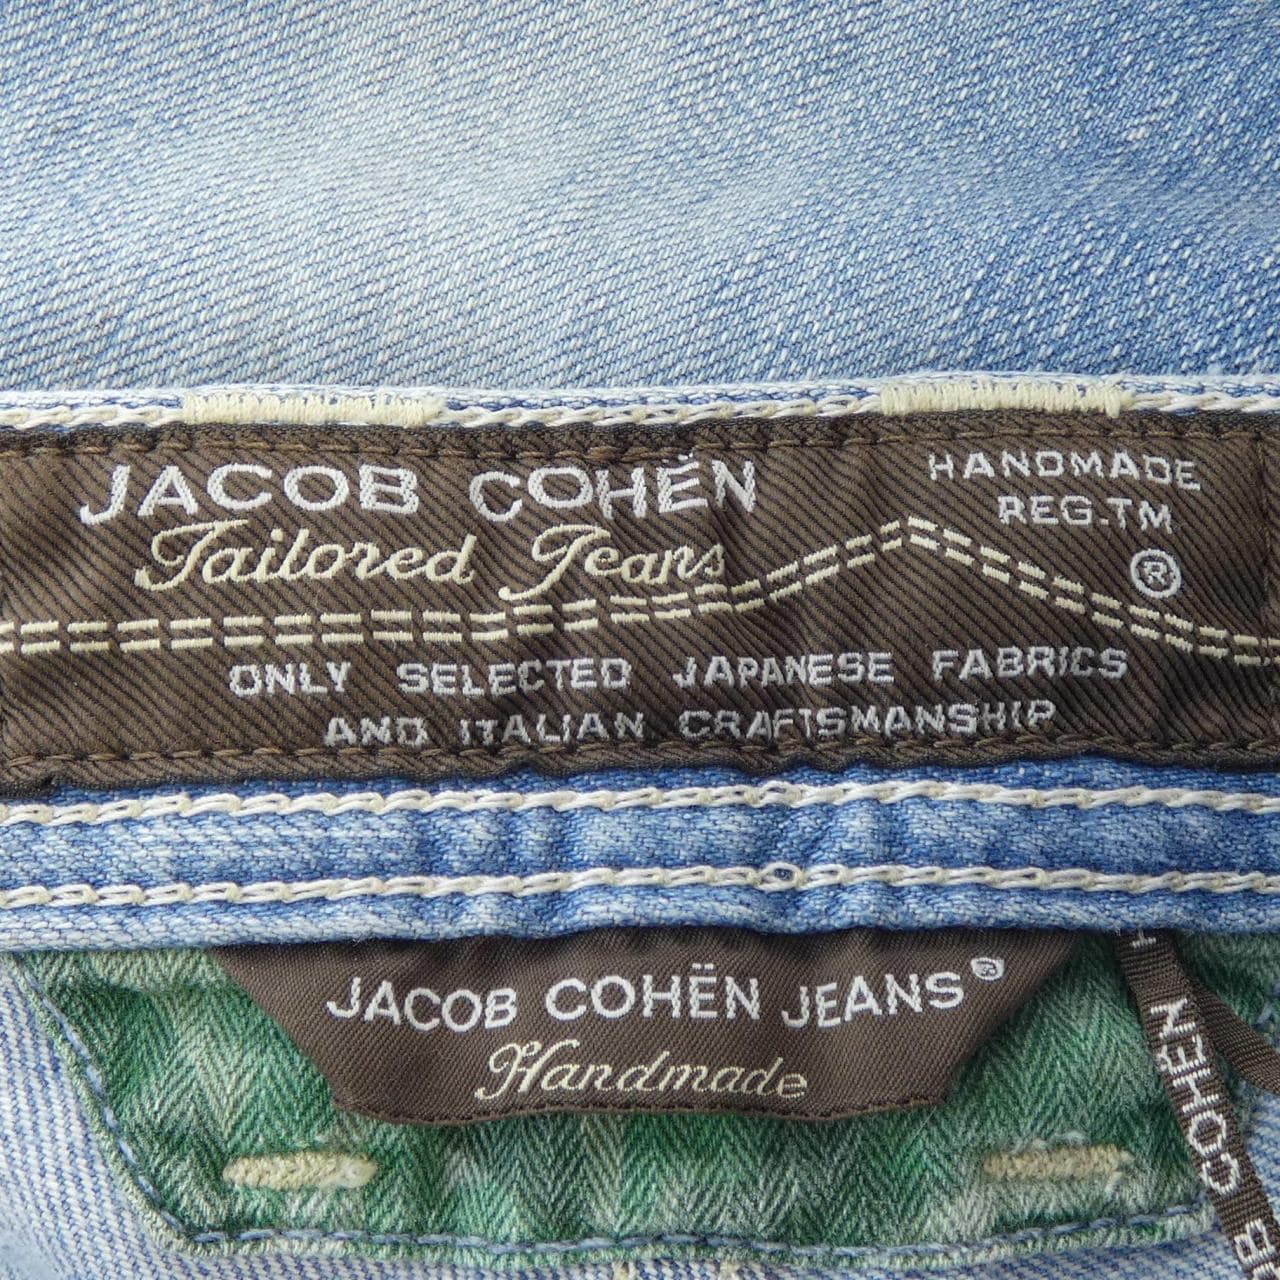 JACOB COHËN
Tailored Jeans
HANDMADE
REG.TM
®
ONLY SELECTED JAPANESE FABRICS
AND ITALIAN CRAFTSMANSHIP
JACOB COHËN JEANS®
Handmade
COHËN
COHËN